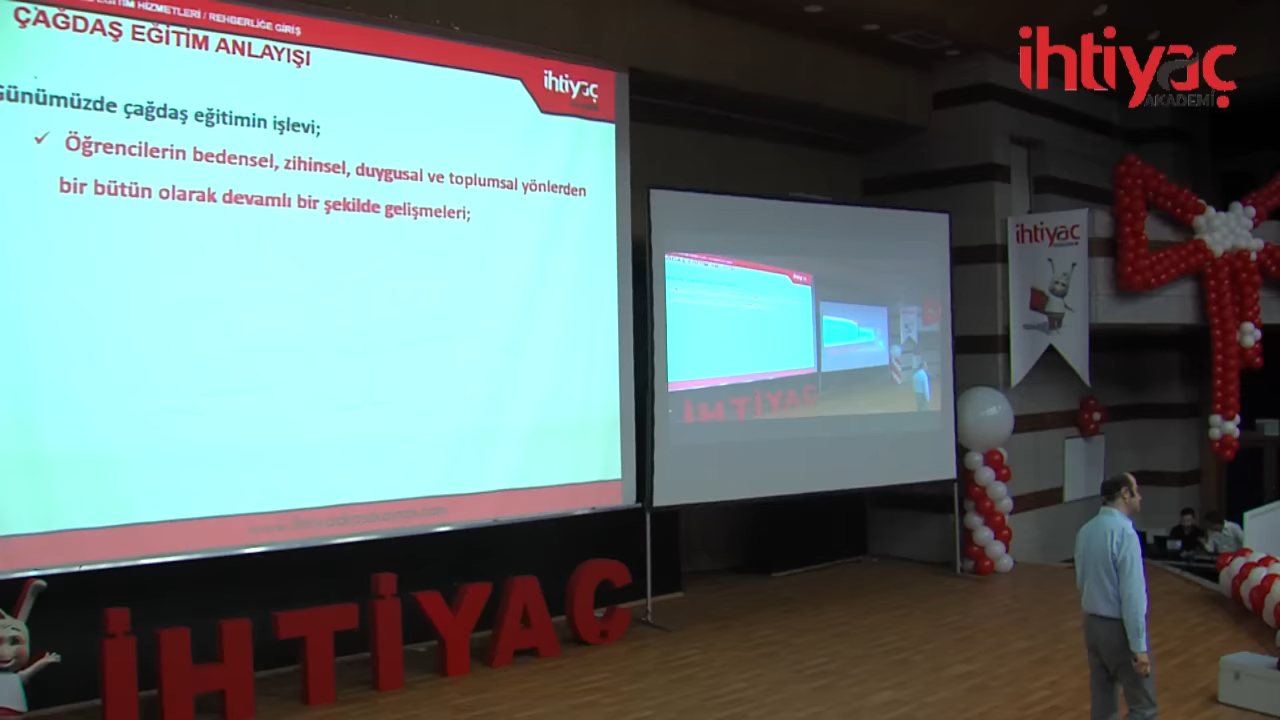 EĞİTİM HİZMETLERİ / REHBERLİĞE GİRİŞ
ÇAĞDAŞ EĞİTİM ANLAYIŞI
ihtiyaç
Günümüzde çağdaş eğitimin işlevi;
✓ Öğrencilerin bedensel, zihinsel, duygusal ve toplumsal yönlerden
bir bütün olarak devamlı bir şekilde gelişmeleri;
ihtiyaç
AKADEMİ
ihtiyaç
İHTİYAÇ
İHTİYAÇ